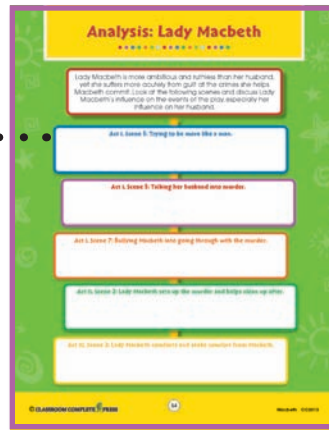 Analysis: Lady Macbeth
Lady Macbeth is more ambitious and ruthless than her husband,
yet she suffers more acutely from guilt at the crimes she helps
Macbeth commit. Look at the following scenes and discuss Lady
Macbeth's influence on the events of the play, especially her
influence on her husband.
Act I, Scene 5: Trying to be more like a man.
Act I, Scene 5: Talking her husband into murder.
Act I, Scene 7: Bullying Macbeth into going through with the murder.
Act II, Scene 2: Lady Macbeth sets up the murder and helps clean up after.
Scene 2: Lady Macbeth comforts and seeks comfort from Macbeth.
© CLASSROOM COMPLETE PRESS
Macbeth